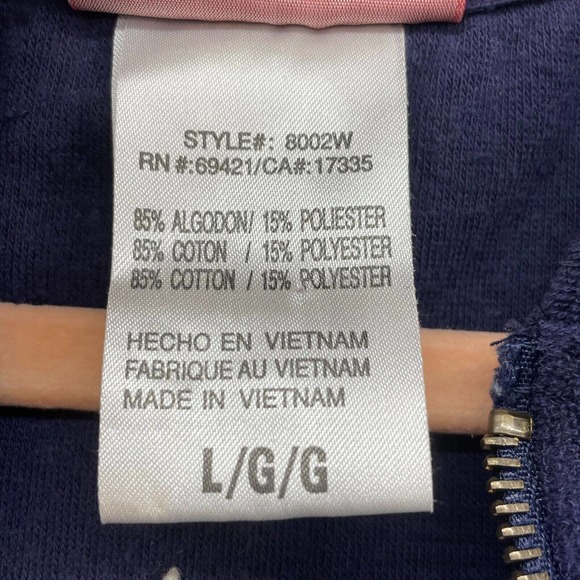 STYLE#: 8002W
RN #:69421/CA#:17335
85% ALGODON/ 15% POLIESTER
85% COTON / 15% POLYESTER
85% COTTON / 15% POLYESTER
HECHO EN VIETNAM
FABRIQUE AU VIETNAM
MADE IN VIETNAM
L/G/G